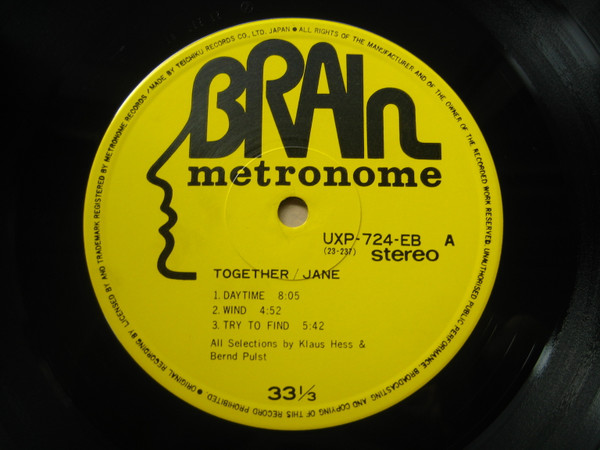 BRAIn
metronome
UXP-724-EB A
(23-237) stereo
TOGETHER / JANE
1. DAYTIME 8:05
2. WIND 4:52
3. TRY TO FIND 5:42
All Selections by Klaus Hess &
Bernd Pulst
33 1/3
● ORIGINAL RECORDING BY LICENSED BY AND TRADEMARK REGISTERED BY METRONOME RECORDS / MADE BY TEICHIKU RECORDS CO., LTD. JAPAN ● ALL RIGHTS OF THE MANUFACTURER AND OF THE OWNER OF THE RECORDED WORK RESERVED. UNAUTHORISED PUBLIC PERFORMANCE, BROADCASTING AND COPYING OF THIS RECORD PROHIBITED.